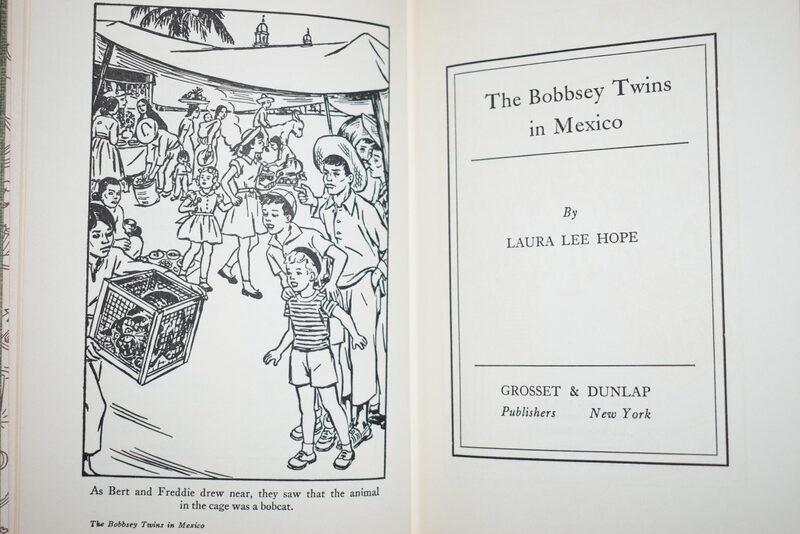 As Bert and Freddie drew near, they saw that the animal
in the cage was a bobcat.
The Bobbsey Twins in Mexico
The Bobbsey Twins
in Mexico
By
LAURA LEE HOPE
GROSSET & DUNLAP
Publishers New York